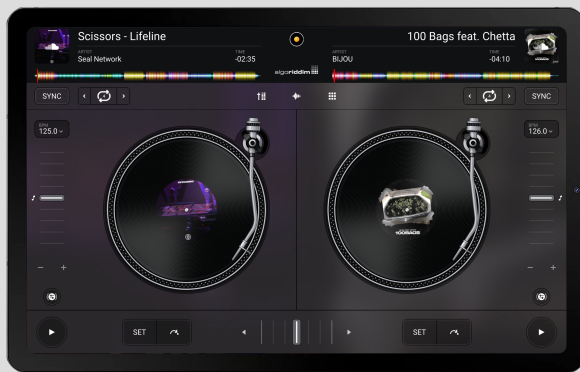 Scissors - Lifeline
ARTIST
Seal Network
TIME
-02:35
algoriddim
100 Bags feat. Chetta
ARTIST
BIJOU
TIME
-04:10
SYNC
SYNC
BPM
125.0
BPM
126.0
100BAGS
SET
SET